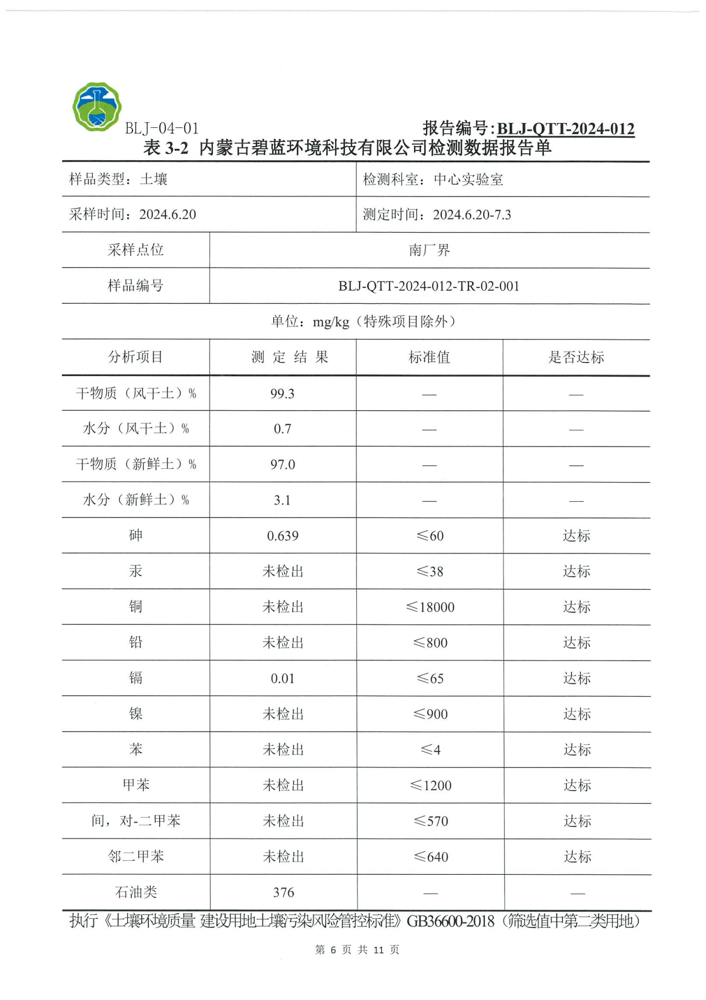 BLJ-04-01 报告编号:BLJ-QTT-2024-012
表 3-2 内蒙古碧蓝环境科技有限公司检测数据报告单
样品类型：土壤 检测科室：中心实验室
采样时间：2024.6.20 测定时间：2024.6.20-7.3
采样点位 南厂界
样品编号 BLJ-QTT-2024-012-TR-02-001
单位：mg/kg（特殊项目除外）
分析项目 测 定 结 果 标准值 是否达标
干物质（风干土）% 99.3 — —
水分（风干土）% 0.7 — —
干物质（新鲜土）% 97.0 — —
水分（新鲜土）% 3.1 — —
砷 0.639 ≤60 达标
汞 未检出 ≤38 达标
铜 未检出 ≤18000 达标
铅 未检出 ≤800 达标
镉 0.01 ≤65 达标
镍 未检出 ≤900 达标
苯 未检出 ≤4 达标
甲苯 未检出 ≤1200 达标
间，对-二甲苯 未检出 ≤570 达标
邻二甲苯 未检出 ≤640 达标
石油类 376 — —
执行《土壤环境质量 建设用地土壤污染风险管控标准》GB36600-2018（筛选值中第二类用地）
第 6 页 共 11 页